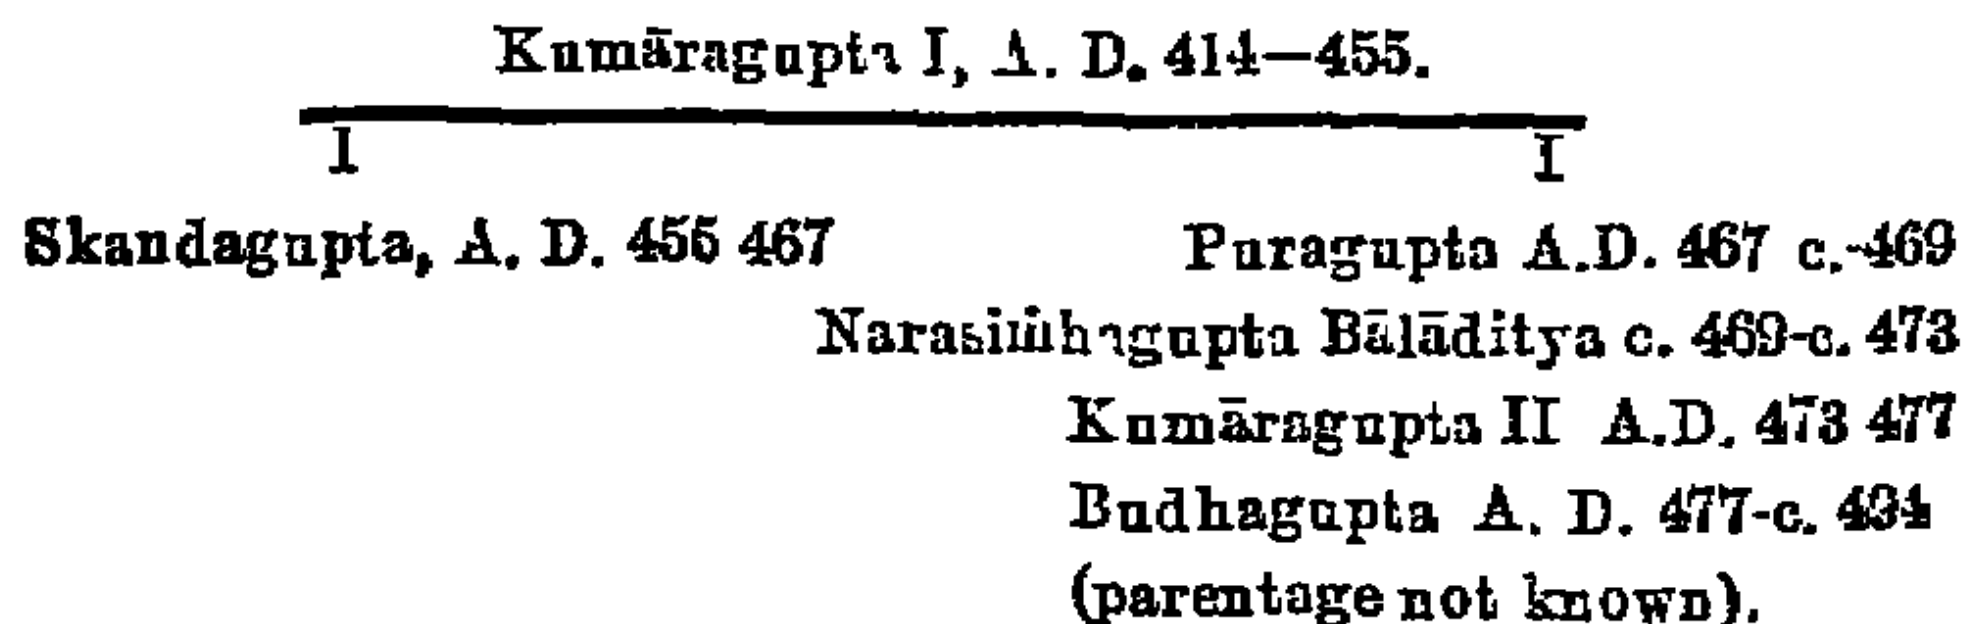 Kumāragupta I, A. D. 414—455.
I I
Skandagupta, A. D. 455 467 Puragupta A.D. 467 c.-469
Narasiṁhagupta Bālāditya c. 469-c. 473
Kumāragupta II A.D. 473 477
Budhagupta A. D. 477-c. 494
(parentage not known).